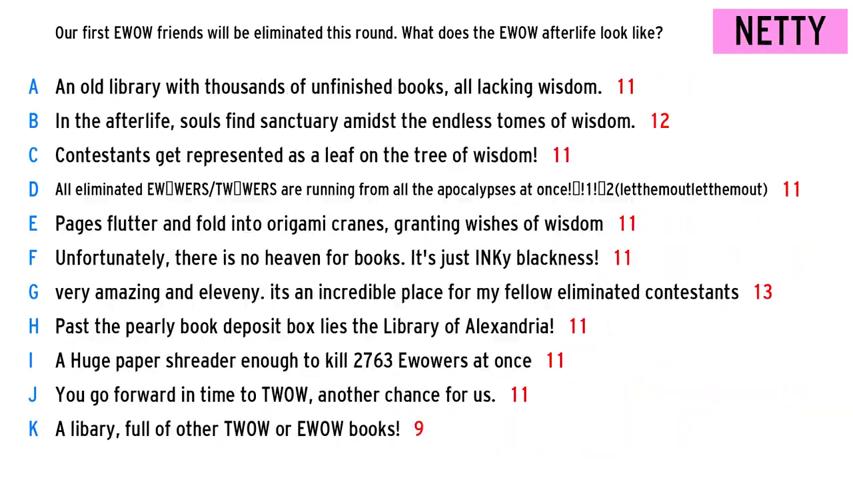 Our first EWOW friends will be eliminated this round. What does the EWOW afterlife look like?
NETTY
A An old library with thousands of unfinished books, all lacking wisdom. 11
B In the afterlife, souls find sanctuary amidst the endless tomes of wisdom. 12
C Contestants get represented as a leaf on the tree of wisdom! 11
D All eliminated EW▯WERS/TW▯WERS are running from all the apocalypses at once!▯!1!▯2(letthemoutletthemout) 11
E Pages flutter and fold into origami cranes, granting wishes of wisdom 11
F Unfortunately, there is no heaven for books. It's just INKy blackness! 11
G very amazing and eleveny. its an incredible place for my fellow eliminated contestants 13
H Past the pearly book deposit box lies the Library of Alexandria! 11
I A Huge paper shreader enough to kill 2763 Ewowers at once 11
J You go forward in time to TWOW, another chance for us. 11
K A libary, full of other TWOW or EWOW books! 9